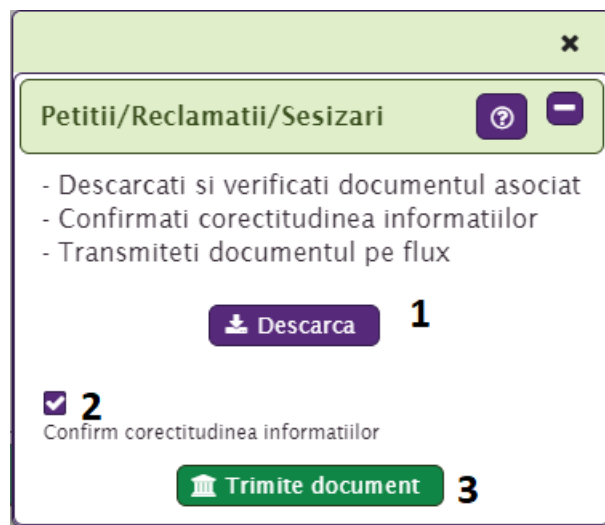 Petitii/Reclamatii/Sesizari
- Descarcati si verificati documentul asociat
- Confirmati corectitudinea informatiilor
- Transmiteti documentul pe flux
Descarca 1
2
Confirm corectitudinea informatiilor
Trimite document 3